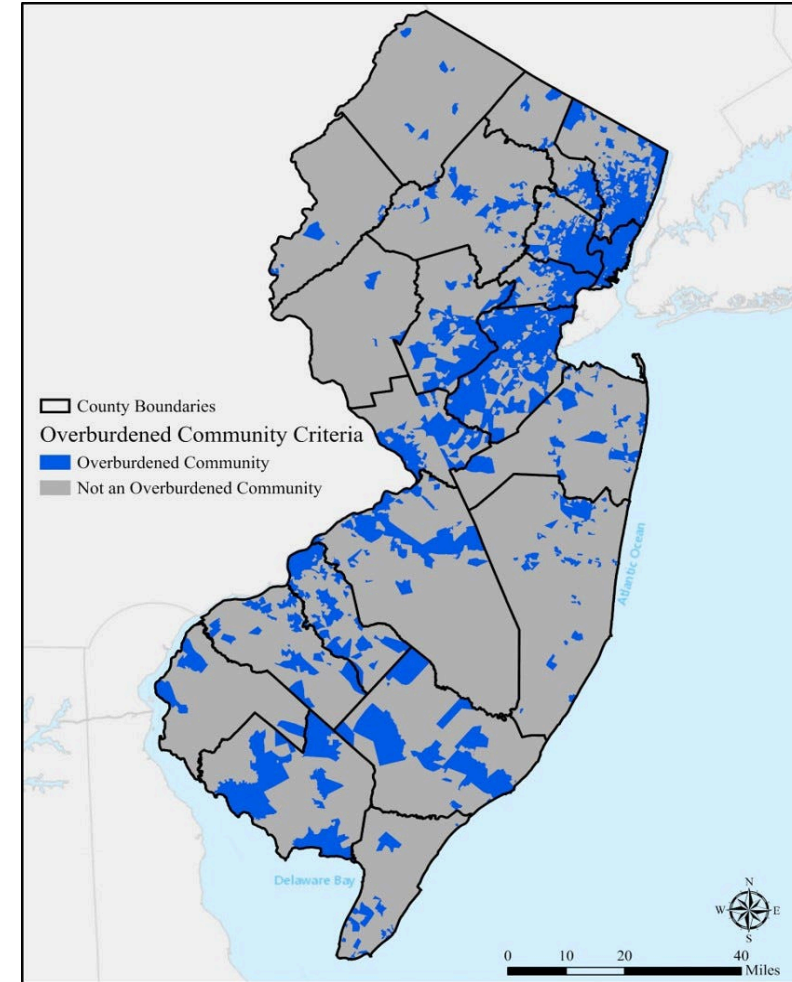 County Boundaries
Overburdened Community Criteria
Overburdened Community
Not an Overburdened Community
Atlantic Ocean
Delaware Bay
N
W E
S
0 10 20 40
Miles